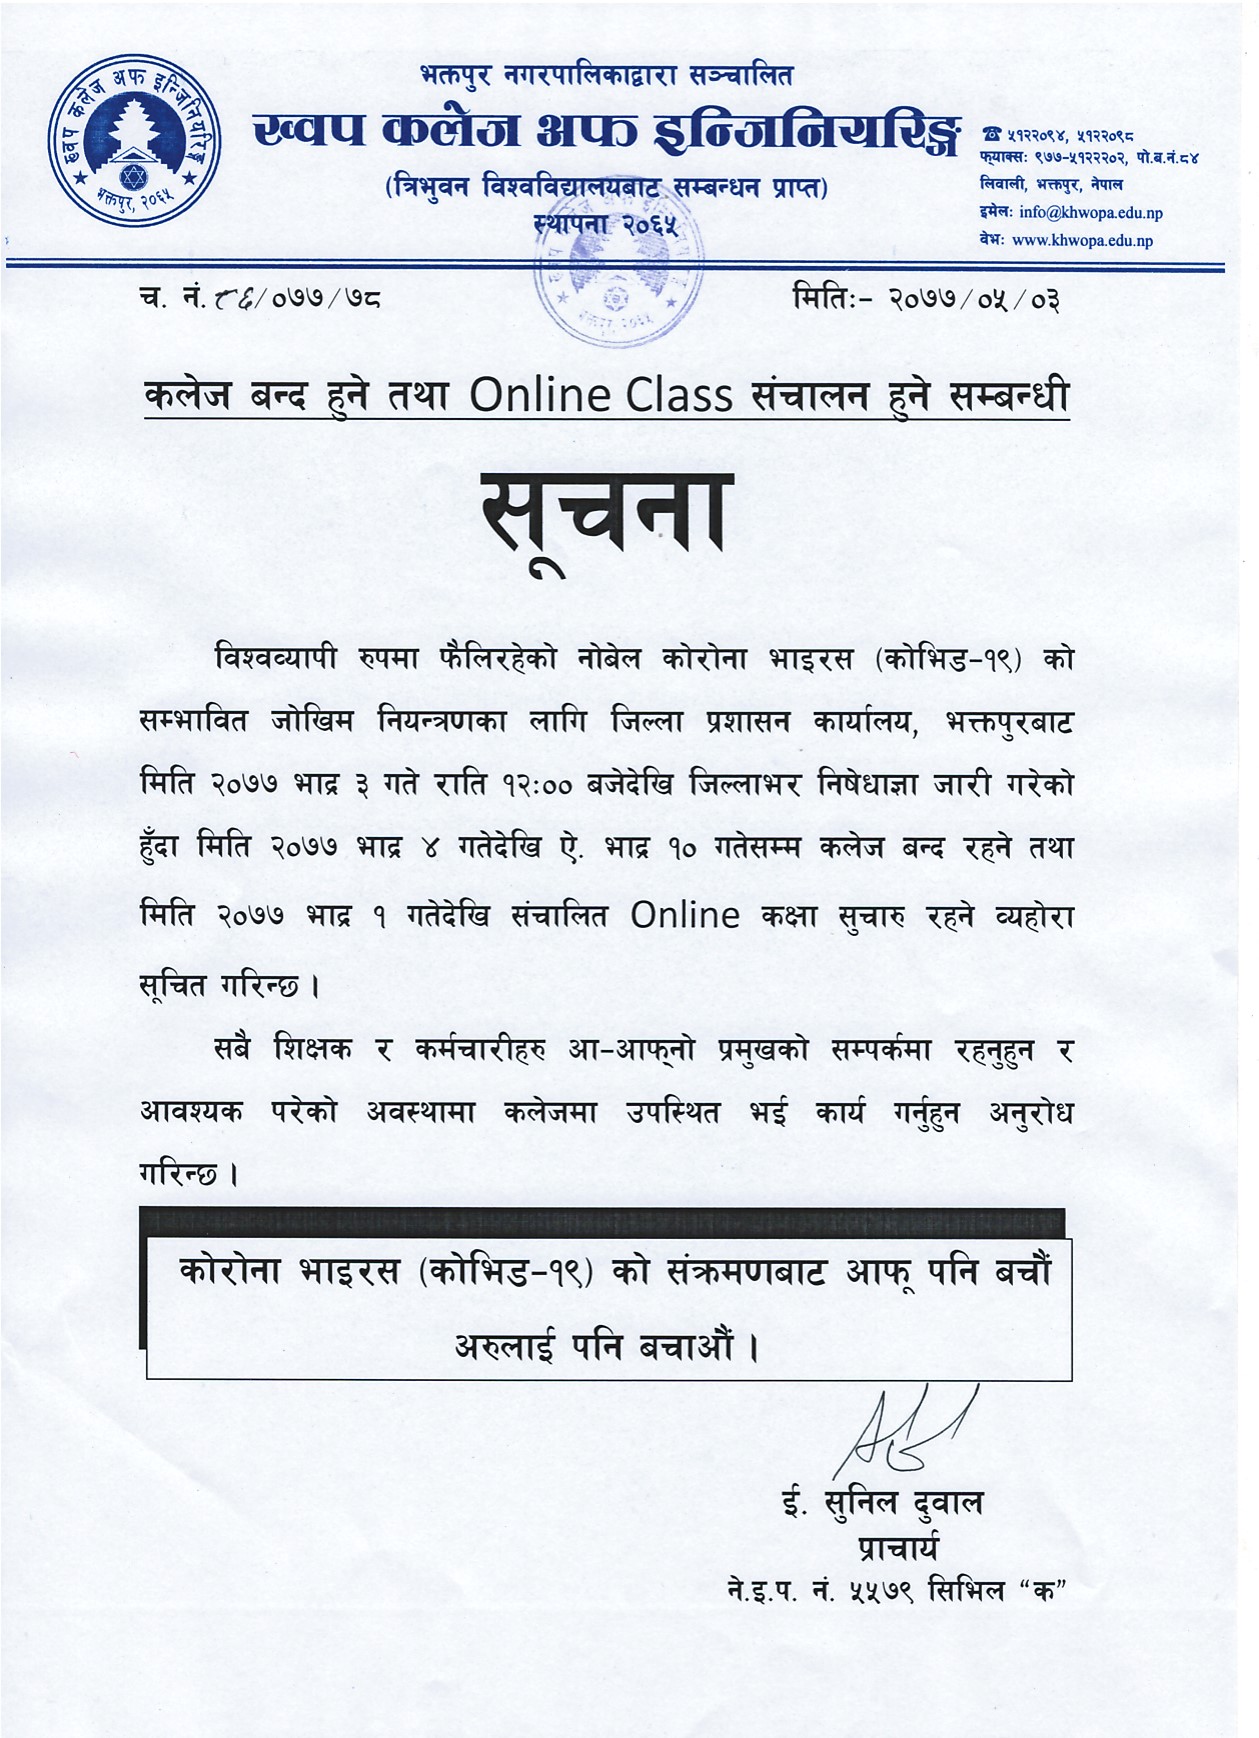 भक्तपुर नगरपालिकाद्वारा सञ्चालित
ख्वप कलेज अफ इन्जिनियरिङ्ग
(त्रिभुवन विश्वविद्यालयबाट सम्बन्धन प्राप्त)
स्थापना २०६५
ख्वप कलेज अफ इन्जिनियरिङ्ग
भक्तपुर, २०६५
☎ ५१२२०९४, ५१२२०९८
फ्याक्स: ९७७-५१२२२०२, पो.ब.नं.८४
लिवाली, भक्तपुर, नेपाल
इमेल: info@khwopa.edu.np
वेभ: www.khwopa.edu.np
च. नं. ८६/०७७/७८
मिति:- २०७७/०५/०३
कलेज बन्द हुने तथा Online Class संचालन हुने सम्बन्धी
सूचना
विश्वव्यापी रुपमा फैलिरहेको नोबेल कोरोना भाइरस (कोभिड-१९) को
सम्भावित जोखिम नियन्त्रणका लागि जिल्ला प्रशासन कार्यालय, भक्तपुरबाट
मिति २०७७ भाद्र ३ गते राति १२:०० बजेदेखि जिल्लाभर निषेधाज्ञा जारी गरेको
हुँदा मिति २०७७ भाद्र ४ गतेदेखि ऐ. भाद्र १० गतेसम्म कलेज बन्द रहने तथा
मिति २०७७ भाद्र १ गतेदेखि संचालित Online कक्षा सुचारु रहने व्यहोरा
सूचित गरिन्छ ।
सबै शिक्षक र कर्मचारीहरु आ-आफ्नो प्रमुखको सम्पर्कमा रहनुहुन र
आवश्यक परेको अवस्थामा कलेजमा उपस्थित भई कार्य गर्नुहुन अनुरोध
गरिन्छ ।
कोरोना भाइरस (कोभिड-१९) को संक्रमणबाट आफू पनि बचौं
अरुलाई पनि बचाऔं ।
ई. सुनिल दुवाल
प्राचार्य
ने.इ.प. नं. ५५७९ सिभिल “क”